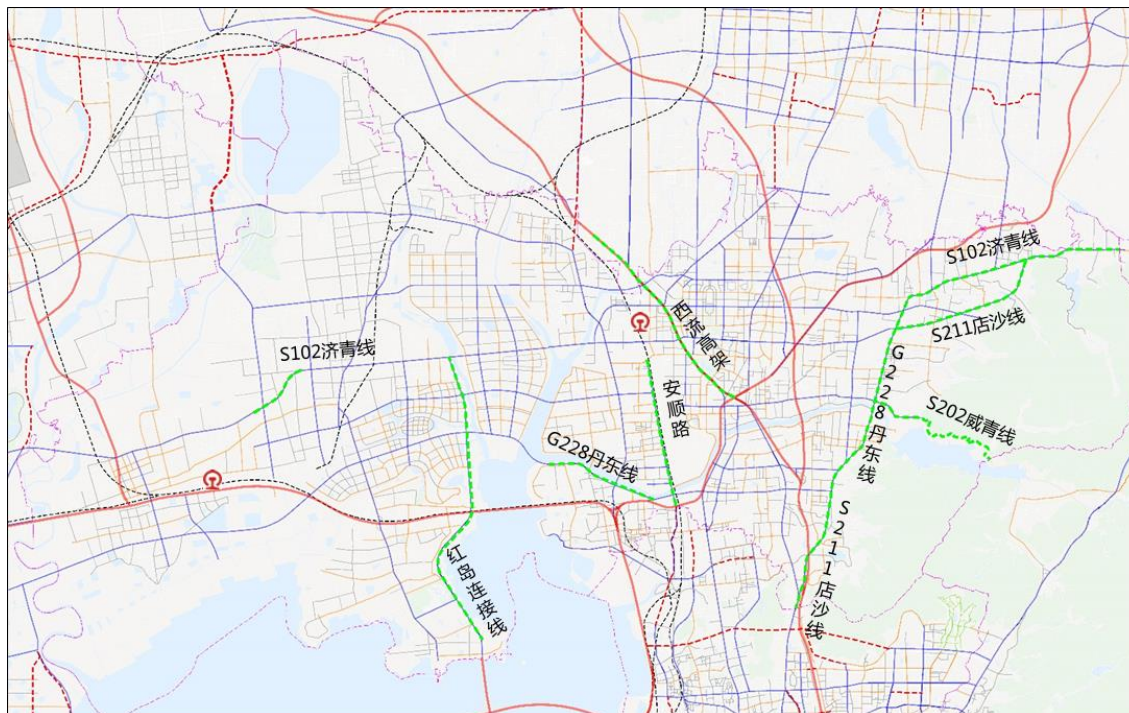 S102济青线
S211店沙线
西流高架
S102济青线
G228丹东线
安顺路
S202威青线
G228丹东线
S211店沙线
红岛连接线